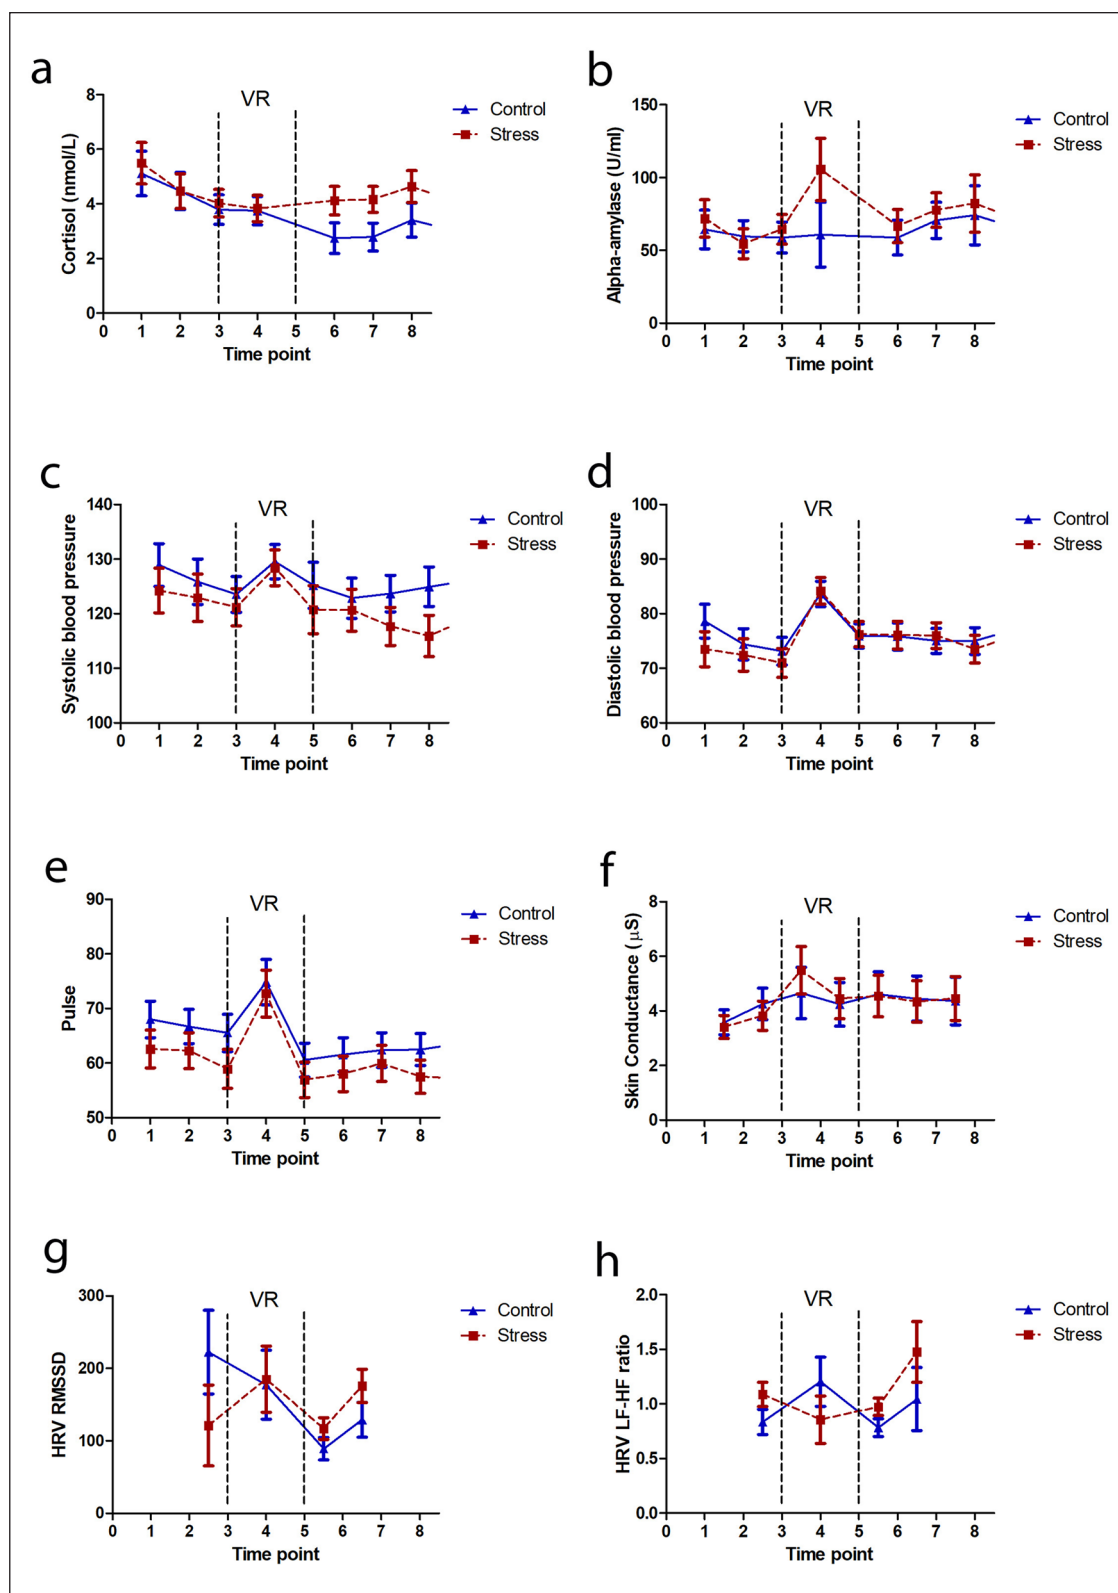 a
VR
Control
Stress
Cortisol (nmol/L)
8
6
4
2
0
0 1 2 3 4 5 6 7 8
Time point
b
VR
Control
Stress
Alpha-amylase (U/ml)
150
100
50
0
0 1 2 3 4 5 6 7 8
Time point
c
VR
Control
Stress
Systolic blood pressure
140
130
120
110
100
0 1 2 3 4 5 6 7 8
Time point
d
VR
Control
Stress
Diastolic blood pressure
100
90
80
70
60
0 1 2 3 4 5 6 7 8
Time point
e
VR
Control
Stress
Pulse
90
80
70
60
50
0 1 2 3 4 5 6 7 8
Time point
f
VR
Control
Stress
Skin Conductance (μS)
8
6
4
2
0
0 1 2 3 4 5 6 7 8
Time point
g
VR
Control
Stress
HRV RMSSD
300
200
100
0
0 1 2 3 4 5 6 7 8
Time point
h
VR
Control
Stress
HRV LF-HF ratio
2.0
1.5
1.0
0.5
0.0
0 1 2 3 4 5 6 7 8
Time point